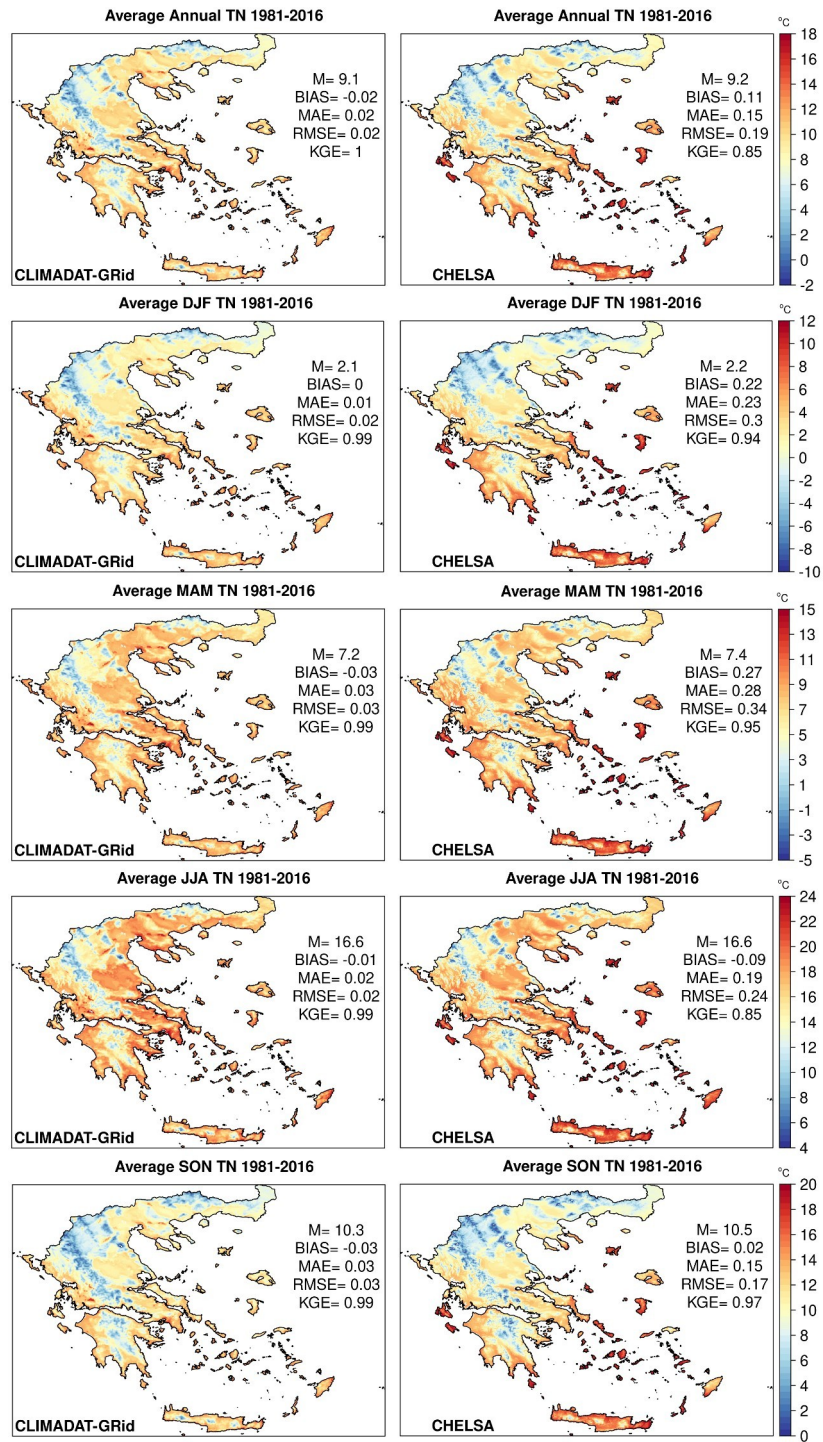 Average Annual TN 1981-2016
M= 9.1
BIAS= -0.02
MAE= 0.02
RMSE= 0.02
KGE= 1
CLIMADAT-GRid
Average Annual TN 1981-2016
M= 9.2
BIAS= 0.11
MAE= 0.15
RMSE= 0.19
KGE= 0.85
CHELSA
°C
18
16
14
12
10
8
6
4
2
0
-2
Average DJF TN 1981-2016
M= 2.1
BIAS= 0
MAE= 0.01
RMSE= 0.02
KGE= 0.99
CLIMADAT-GRid
Average DJF TN 1981-2016
M= 2.2
BIAS= 0.22
MAE= 0.23
RMSE= 0.3
KGE= 0.94
CHELSA
°C
12
10
8
6
4
2
0
-2
-4
-6
-8
-10
Average MAM TN 1981-2016
M= 7.2
BIAS= -0.03
MAE= 0.03
RMSE= 0.03
KGE= 0.99
CLIMADAT-GRid
Average MAM TN 1981-2016
M= 7.4
BIAS= 0.27
MAE= 0.28
RMSE= 0.34
KGE= 0.95
CHELSA
°C
15
13
11
9
7
5
3
1
-1
-3
-5
Average JJA TN 1981-2016
M= 16.6
BIAS= -0.01
MAE= 0.02
RMSE= 0.02
KGE= 0.99
CLIMADAT-GRid
Average JJA TN 1981-2016
M= 16.6
BIAS= -0.09
MAE= 0.19
RMSE= 0.24
KGE= 0.85
CHELSA
°C
24
22
20
18
16
14
12
10
8
6
4
Average SON TN 1981-2016
M= 10.3
BIAS= -0.03
MAE= 0.03
RMSE= 0.03
KGE= 0.99
CLIMADAT-GRid
Average SON TN 1981-2016
M= 10.5
BIAS= 0.02
MAE= 0.15
RMSE= 0.17
KGE= 0.97
CHELSA
°C
20
18
16
14
12
10
8
6
4
2
0